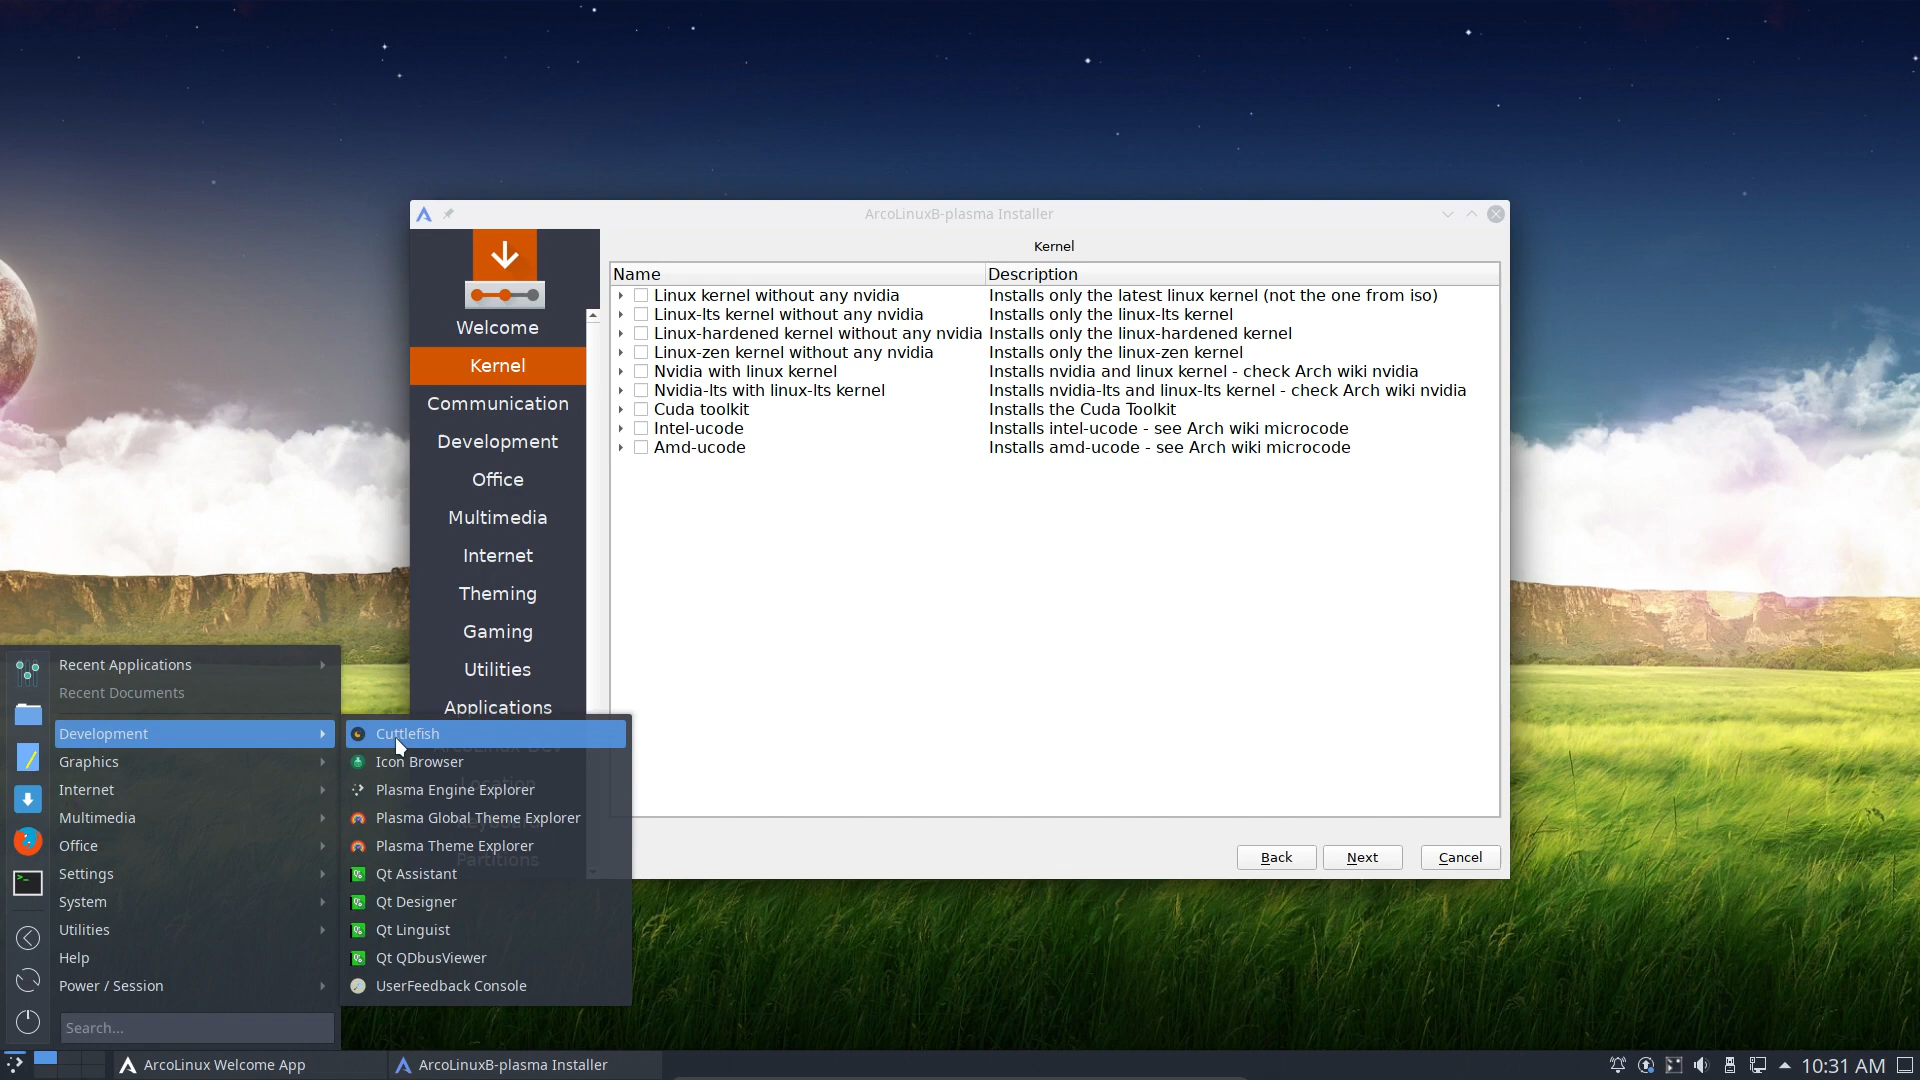 ArcoLinuxB-plasma Installer
Kernel
Name Description
Welcome
Kernel
Communication
Development
Office
Multimedia
Internet
Theming
Gaming
Utilities
Applications
ArcoLinux-Dev
Location
Keyboard
Partitions
Linux kernel without any nvidia Installs only the latest linux kernel (not the one from iso)
Linux-lts kernel without any nvidia Installs only the linux-lts kernel
Linux-hardened kernel without any nvidia Installs only the linux-hardened kernel
Linux-zen kernel without any nvidia Installs only the linux-zen kernel
Nvidia with linux kernel Installs nvidia and linux kernel - check Arch wiki nvidia
Nvidia-lts with linux-lts kernel Installs nvidia-lts and linux-lts kernel - check Arch wiki nvidia
Cuda toolkit Installs the Cuda Toolkit
Intel-ucode Installs intel-ucode - see Arch wiki microcode
Amd-ucode Installs amd-ucode - see Arch wiki microcode
Back Next Cancel
Recent Applications
Recent Documents
Development
Graphics
Internet
Multimedia
Office
Settings
System
Utilities
Help
Power / Session
Search...
Cuttlefish
Icon Browser
Plasma Engine Explorer
Plasma Global Theme Explorer
Plasma Theme Explorer
Qt Assistant
Qt Designer
Qt Linguist
Qt QDbusViewer
UserFeedback Console
ArcoLinux Welcome App
ArcoLinuxB-plasma Installer
10:31 AM